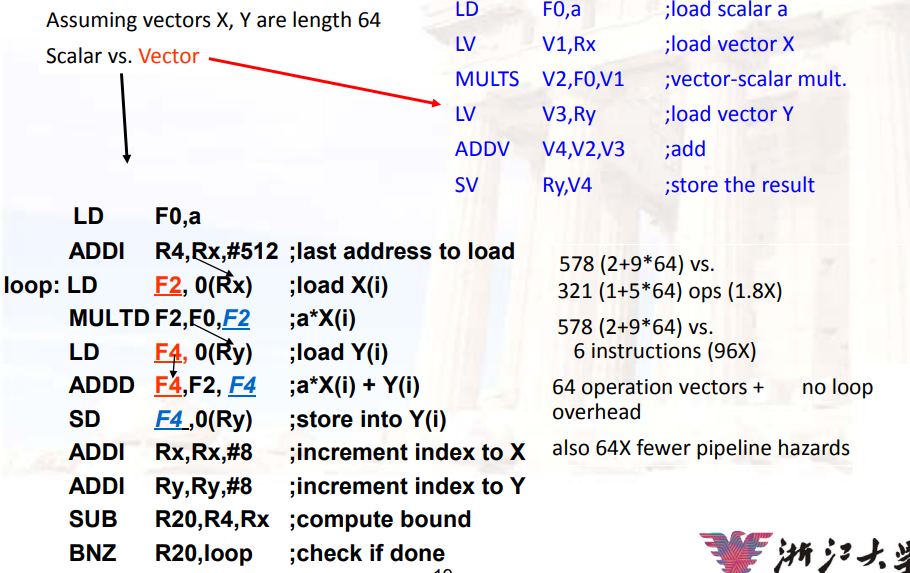 Assuming vectors X, Y are length 64
Scalar vs. Vector
LD F0,a ;load scalar a
LV V1,Rx ;load vector X
MULTS V2,F0,V1 ;vector-scalar mult.
LV V3,Ry ;load vector Y
ADDV V4,V2,V3 ;add
SV Ry,V4 ;store the result
LD F0,a
ADDI R4,Rx,#512 ;last address to load
loop: LD F2, 0(Rx) ;load X(i)
MULTD F2,F0,F2 ;a*X(i)
LD F4, 0(Ry) ;load Y(i)
ADDD F4,F2, F4 ;a*X(i) + Y(i)
SD F4 ,0(Ry) ;store into Y(i)
ADDI Rx,Rx,#8 ;increment index to X
ADDI Ry,Ry,#8 ;increment index to Y
SUB R20,R4,Rx ;compute bound
BNZ R20,loop ;check if done
578 (2+9*64) vs.
321 (1+5*64) ops (1.8X)
578 (2+9*64) vs.
6 instructions (96X)
64 operation vectors + no loop
overhead
also 64X fewer pipeline hazards
浙江大学